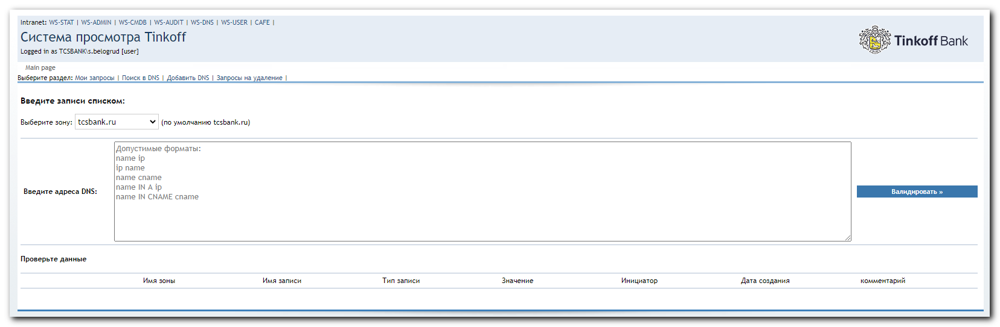 Intranet: WS-STAT | WS-ADMIN | WS-CMDB | WS-AUDIT | WS-DNS | WS-USER | CAFE |
Система просмотра Tinkoff
Logged in as TCSBANK\s.belogrud [user]
Tinkoff Bank
Main page
Выберите раздел: Мои запросы | Поиск в DNS | Добавить DNS | Запросы на удаление |
Введите записи списком:
Выберите зону: tcsbank.ru (по умолчанию tcsbank.ru)
Введите адреса DNS:
Допустимые форматы:
name ip
ip name
name cname
name IN A ip
name IN CNAME cname
Валидировать »
Проверьте данные
Имя зоны Имя записи Тип записи Значение Инициатор Дата создания комментарий